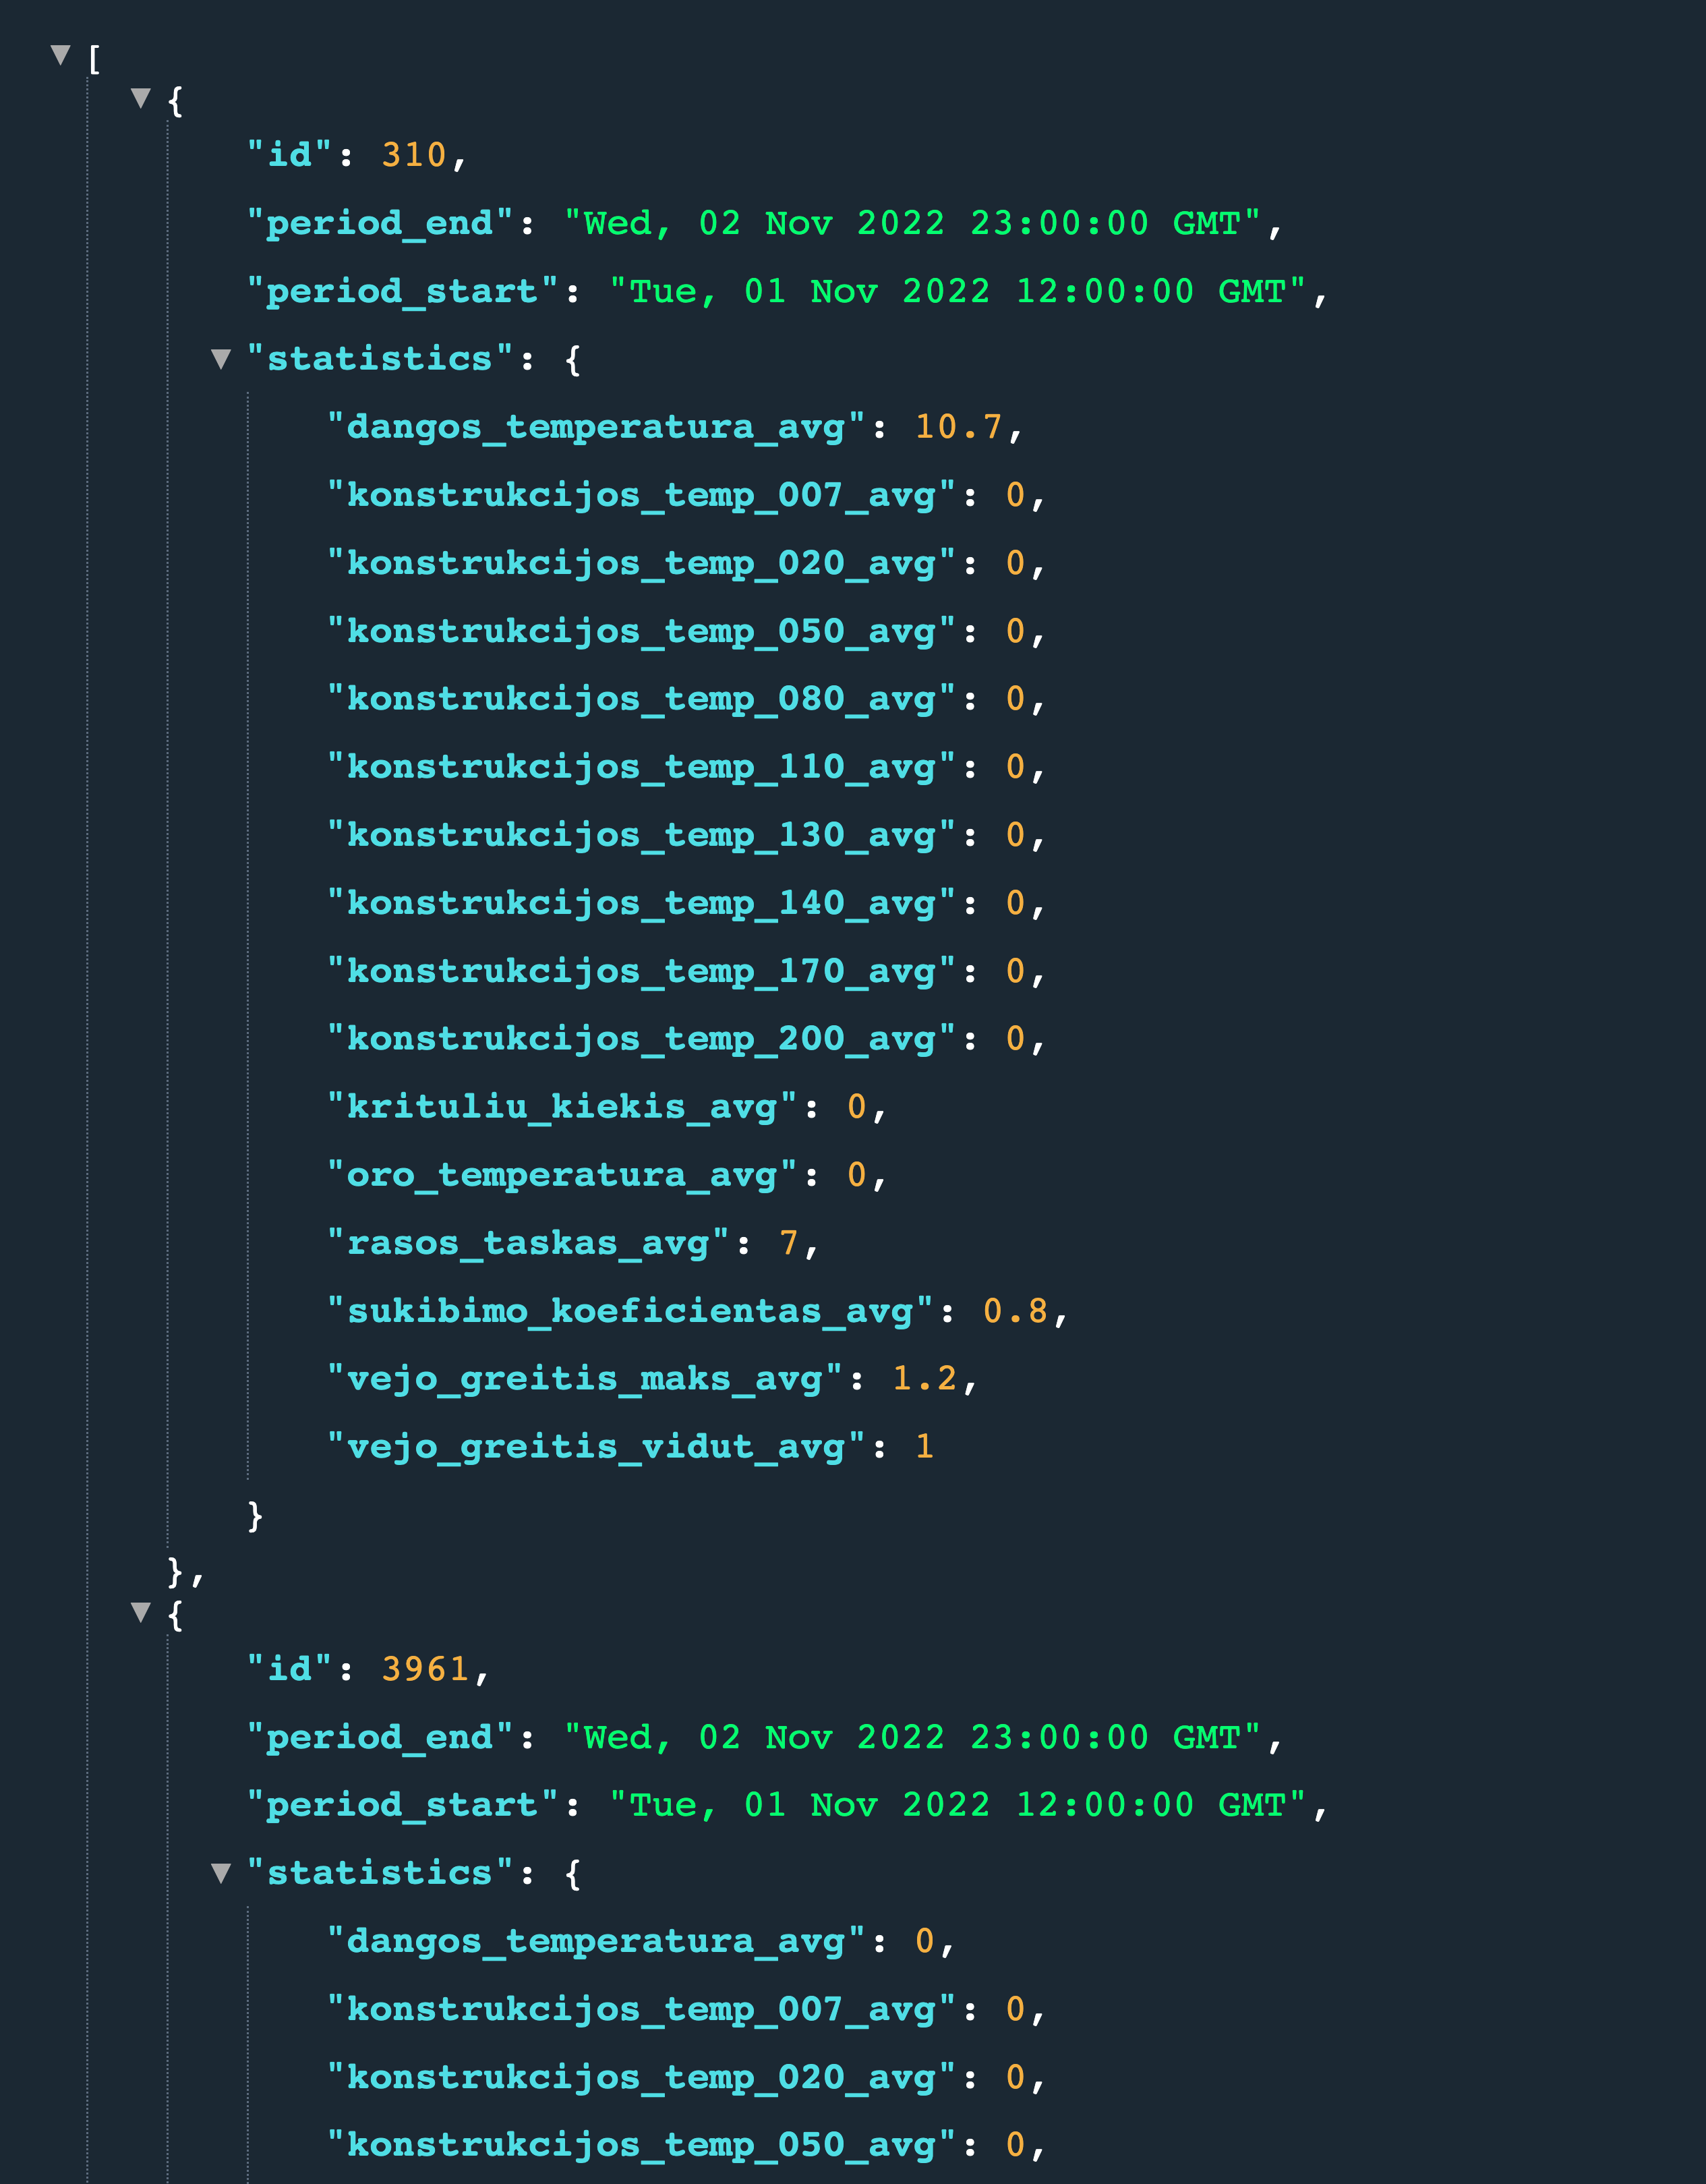 [
{
"id": 310,
"period_end": "Wed, 02 Nov 2022 23:00:00 GMT",
"period_start": "Tue, 01 Nov 2022 12:00:00 GMT",
"statistics": {
"dangos_temperatura_avg": 10.7,
"konstrukcijos_temp_007_avg": 0,
"konstrukcijos_temp_020_avg": 0,
"konstrukcijos_temp_050_avg": 0,
"konstrukcijos_temp_080_avg": 0,
"konstrukcijos_temp_110_avg": 0,
"konstrukcijos_temp_130_avg": 0,
"konstrukcijos_temp_140_avg": 0,
"konstrukcijos_temp_170_avg": 0,
"konstrukcijos_temp_200_avg": 0,
"krituliu_kiekis_avg": 0,
"oro_temperatura_avg": 0,
"rasos_taskas_avg": 7,
"sukibimo_koeficientas_avg": 0.8,
"vejo_greitis_maks_avg": 1.2,
"vejo_greitis_vidut_avg": 1
}
},
{
"id": 3961,
"period_end": "Wed, 02 Nov 2022 23:00:00 GMT",
"period_start": "Tue, 01 Nov 2022 12:00:00 GMT",
"statistics": {
"dangos_temperatura_avg": 0,
"konstrukcijos_temp_007_avg": 0,
"konstrukcijos_temp_020_avg": 0,
"konstrukcijos_temp_050_avg": 0,